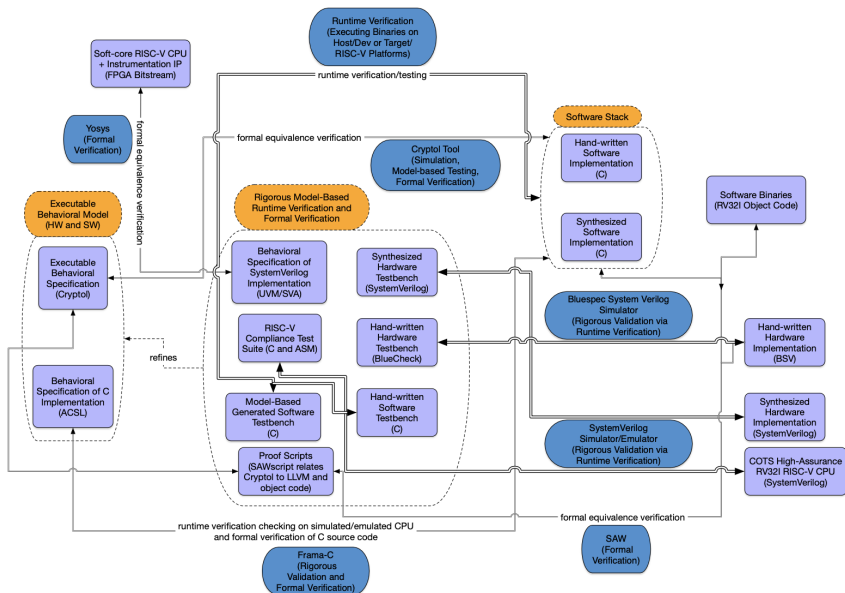 Runtime Verification
(Executing Binaries on
Host/Dev or Target/
RISC-V Platforms)
Soft-core RISC-V CPU
+ Instrumentation IP
(FPGA Bitstream)
runtime verification/testing
Yosys
(Formal
Verification)
formal equivalence verification
formal equivalence verification
Software Stack
Cryptol Tool
(Simulation,
Model-based Testing,
Formal Verification)
Hand-written
Software
Implementation
(C)
Software Binaries
(RV32I Object Code)
Executable
Behavioral Model
(HW and SW)
Rigorous Model-Based
Runtime Verification and
Formal Verification
Synthesized
Software
Implementation
(C)
Executable
Behavioral
Specification
(Cryptol)
Behavioral
Specification of
SystemVerilog
Implementation
(UVM/SVA)
Synthesized
Hardware
Testbench
(SystemVerilog)
Bluespec System Verilog
Simulator
(Rigorous Validation via
Runtime Verification)
RISC-V
Compliance Test
Suite (C and ASM)
Hand-written
Hardware
Testbench
(BlueCheck)
Hand-written
Hardware
Implementation
(BSV)
refines
Behavioral
Specification of C
Implementation
(ACSL)
Model-Based
Generated Software
Testbench
(C)
Hand-written
Software
Testbench
(C)
Synthesized
Hardware
Implementation
(SystemVerilog)
SystemVerilog
Simulator/Emulator
(Rigorous Validation via
Runtime Verification)
Proof Scripts
(SAWscript relates
Cryptol to LLVM and
object code)
COTS High-Assurance
RV32I RISC-V CPU
(SystemVerilog)
runtime verification checking on simulated/emulated CPU
and formal verification of C source code
formal equivalence verification
Frama-C
(Rigorous
Validation and
Formal Verification)
SAW
(Formal
Verification)